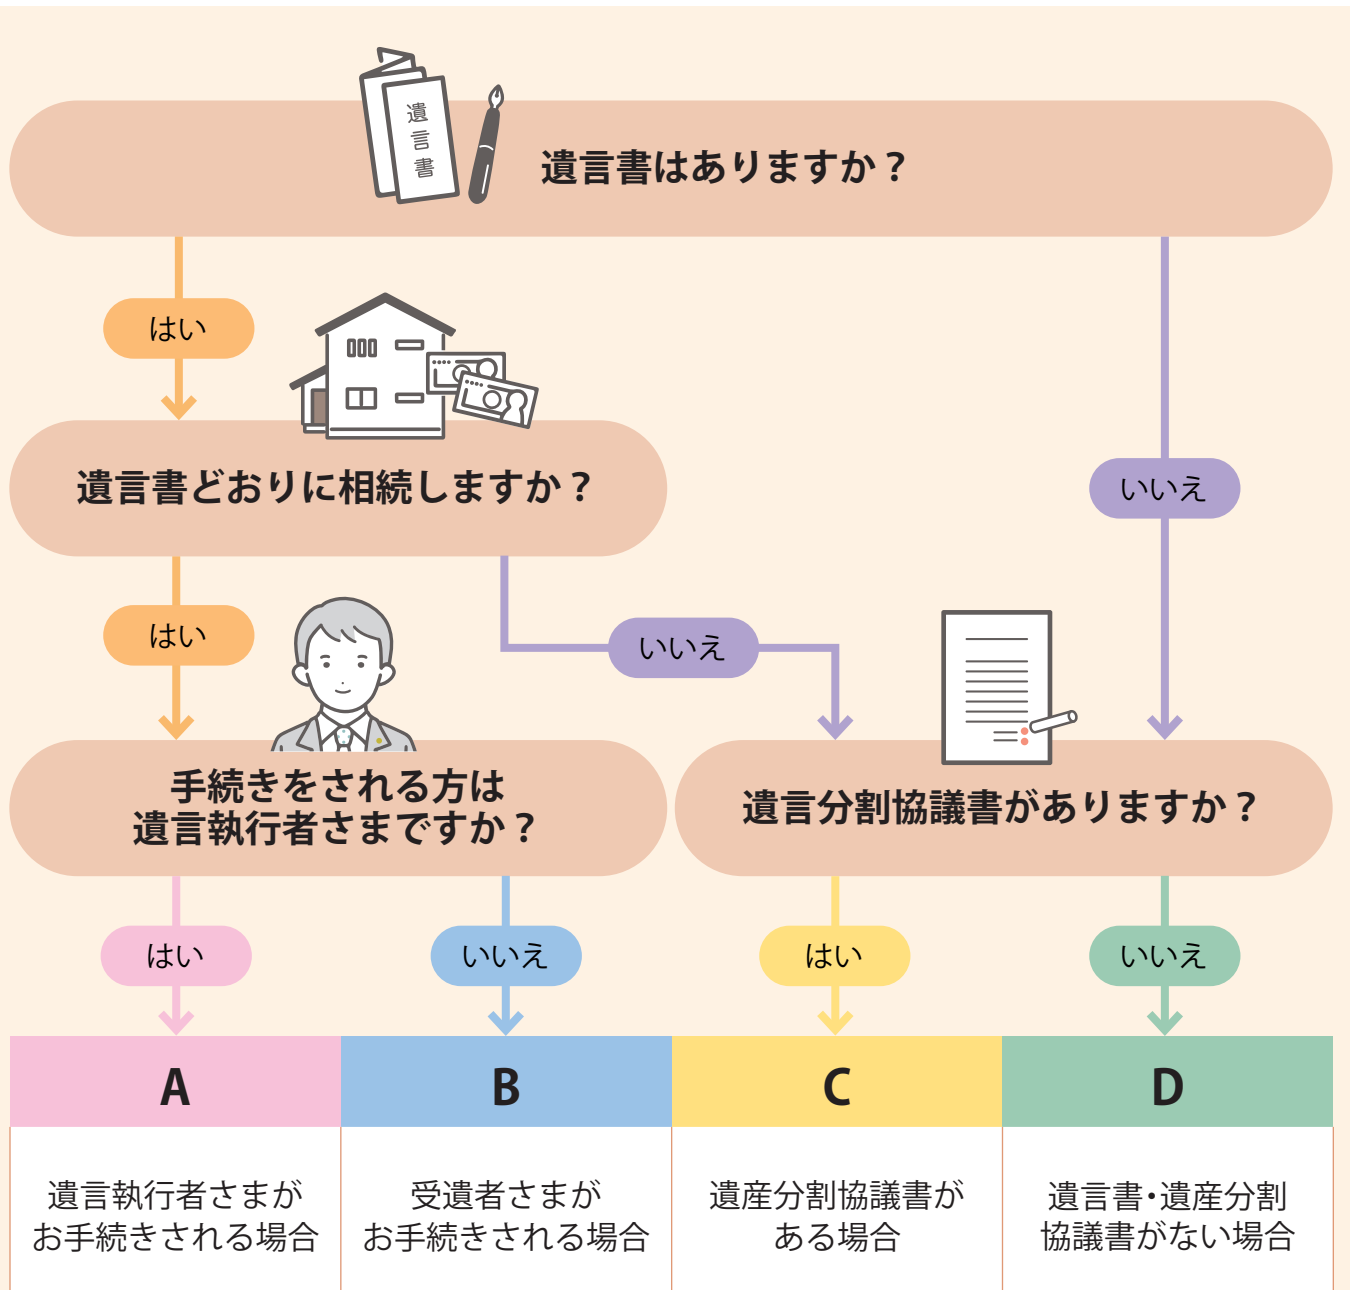 遺言書
遺言書はありますか？
はい
遺言書どおりに相続しますか？
いいえ
はい
いいえ
手続きをされる方は
遺言執行者さまですか？
遺言分割協議書がありますか？
はい
いいえ
はい
いいえ
A
B
C
D
遺言執行者さまが
お手続きされる場合
受遺者さまが
お手続きされる場合
遺産分割協議書が
ある場合
遺言書・遺産分割
協議書がない場合